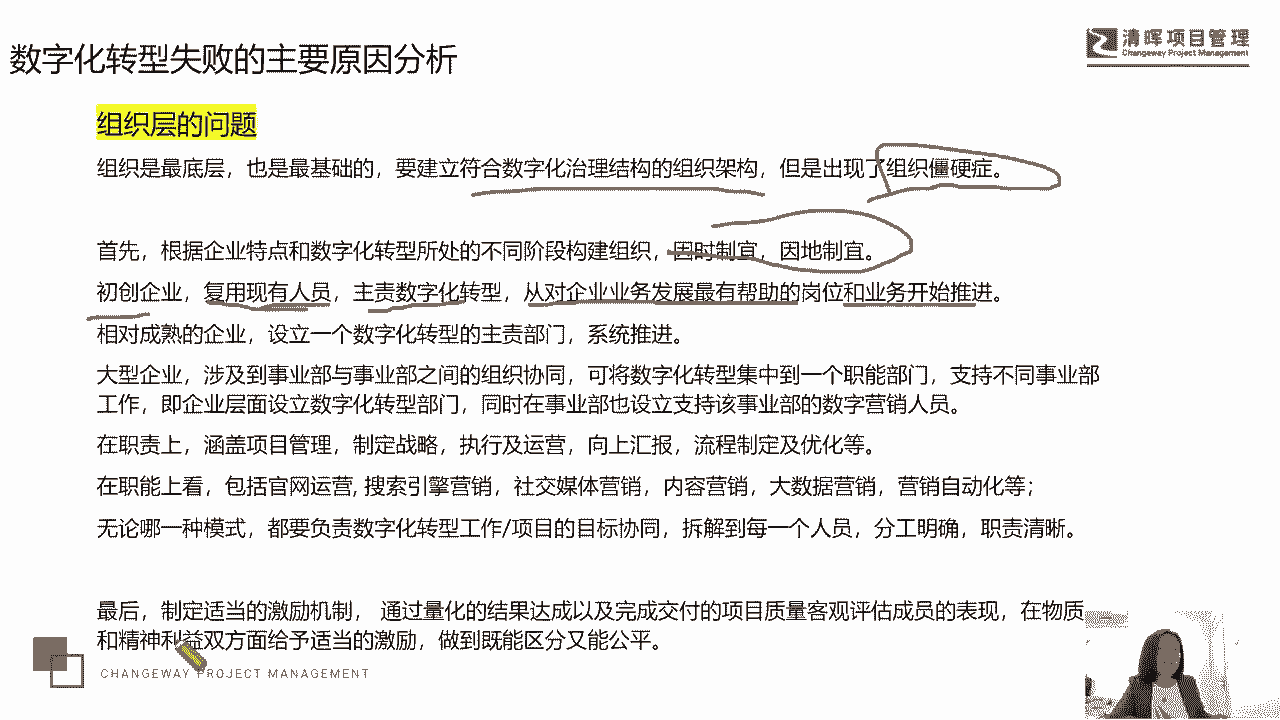 数字化转型失败的主要原因分析
清晖项目管理
Changeway Project Management
组织层的问题
组织是最底层，也是最基础的，要建立符合数字化治理结构的组织架构，但是出现了组织僵硬症。
首先，根据企业特点和数字化转型所处的不同阶段构建组织，因时制宜，因地制宜。
初创企业，复用现有人员，主责数字化转型，从对企业业务发展最有帮助的岗位和业务开始推进。
相对成熟的企业，设立一个数字化转型的主责部门，系统推进。
大型企业，涉及到事业部与事业部之间的组织协同，可将数字化转型集中到一个职能部门，支持不同事业部
工作，即企业层面设立数字化转型部门，同时在事业部也设立支持该事业部的数字营销人员。
在职责上，涵盖项目管理，制定战略，执行及运营，向上汇报，流程制定及优化等。
在职能上看，包括官网运营, 搜索引擎营销，社交媒体营销，内容营销，大数据营销，营销自动化等；
无论哪一种模式，都要负责数字化转型工作/项目的目标协同，拆解到每一个人员，分工明确，职责清晰。
最后，制定适当的激励机制， 通过量化的结果达成以及完成交付的项目质量客观评估成员的表现，在物质
和精神利益双方面给予适当的激励，做到既能区分又能公平。
CHANGEWAY PROJECT MANAGEMENT